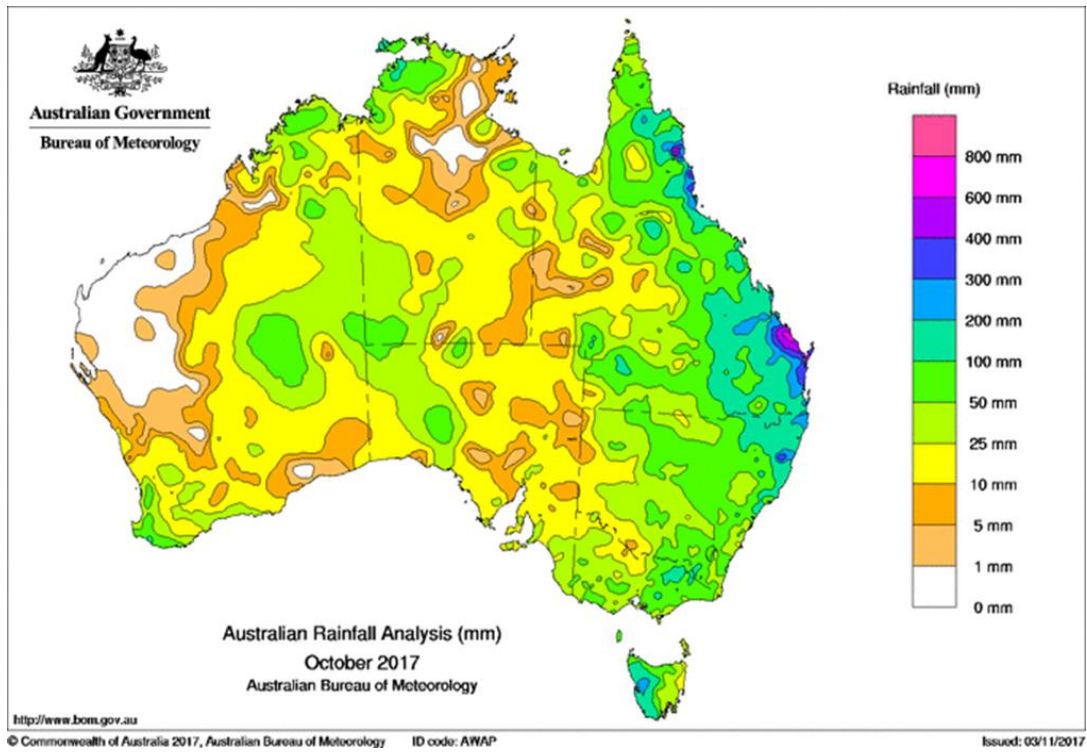 Australian Government
Bureau of Meteorology
Rainfall (mm)
800 mm
600 mm
400 mm
300 mm
200 mm
100 mm
50 mm
25 mm
10 mm
5 mm
1 mm
0 mm
Australian Rainfall Analysis (mm)
October 2017
Australian Bureau of Meteorology
http://www.bom.gov.au
© Commonwealth of Australia 2017, Australian Bureau of Meteorology ID code: AWAP Issued: 03/11/2017